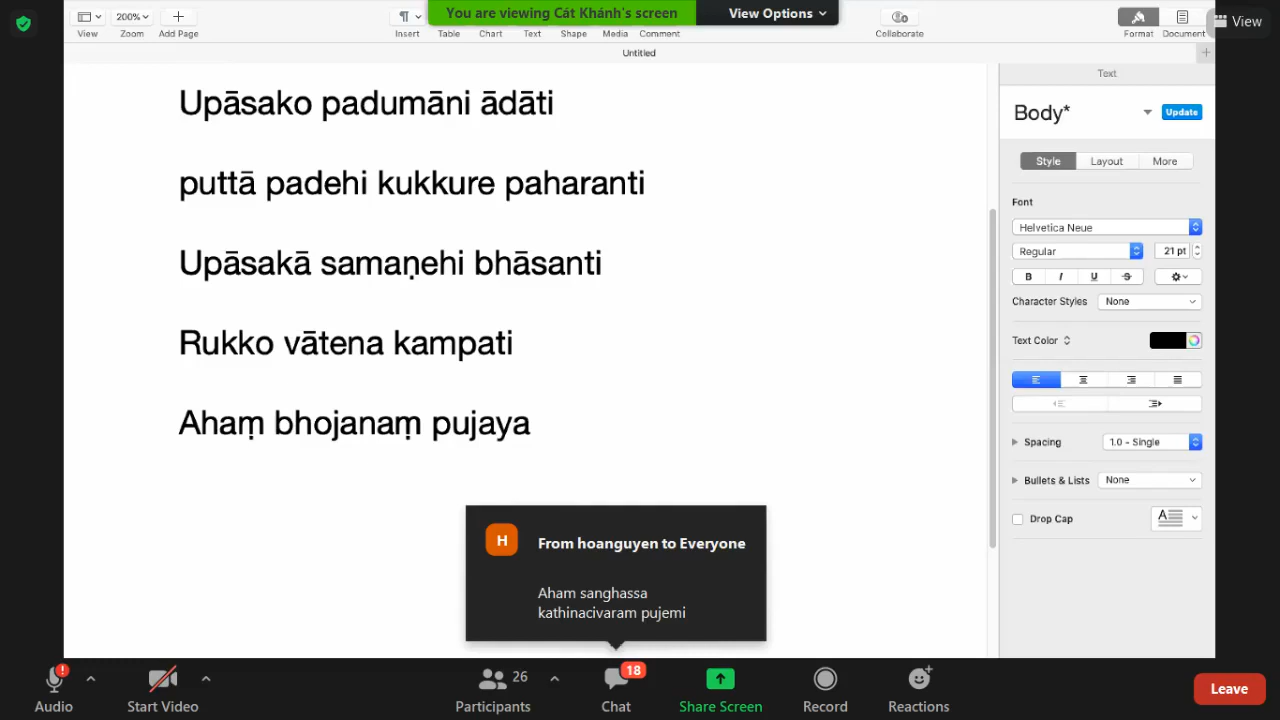 You are viewing Cát Khánh's screen
View Options
View
200%
View
Zoom
Add Page
Insert
Table
Chart
Text
Shape
Media
Comment
Collaborate
Format
Document
Untitled
Upāsako padumāni ādāti
puttā padehi kukkure paharanti
Upāsakā samaṇehi bhāsanti
Rukko vātena kampati
Ahaṃ bhojanaṃ pujaya
Text
Body*
Update
Style
Layout
More
Font
Helvetica Neue
Regular
21 pt
B I U S
Character Styles
None
Text Color
Spacing
1.0 - Single
Bullets & Lists
None
Drop Cap
A
H
From hoanguyen to Everyone
Aham sanghassa
kathinacivaram pujemi
Audio
Start Video
26
Participants
18
Chat
Share Screen
Record
Reactions
Leave